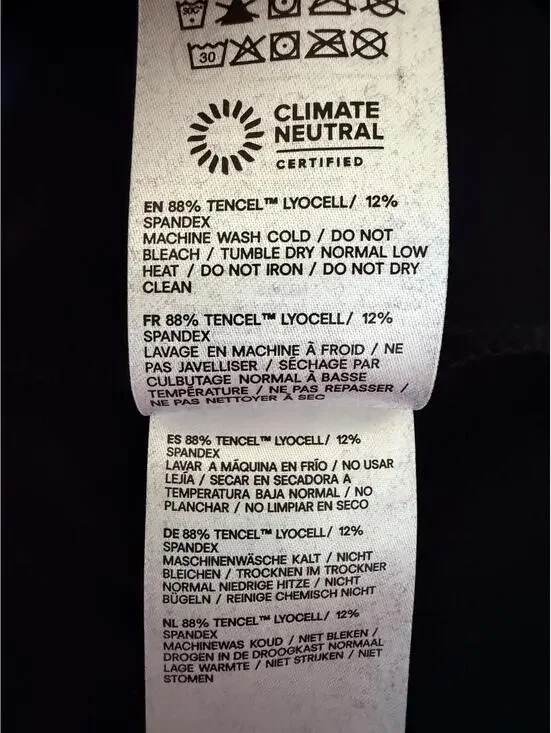 30C°
30
CLIMATE
NEUTRAL
CERTIFIED
EN 88% TENCEL™ LYOCELL/ 12%
SPANDEX
MACHINE WASH COLD / DO NOT
BLEACH / TUMBLE DRY NORMAL LOW
HEAT / DO NOT IRON / DO NOT DRY
CLEAN
FR 88% TENCEL™ LYOCELL/ 12%
SPANDEX
LAVAGE EN MACHINE À FROID / NE
PAS JAVELLISER / SÉCHAGE PAR
CULBUTAGE NORMAL À BASSE
TEMPÉRATURE / NE PAS REPASSER /
NE PAS NETTOYER À SEC
ES 88% TENCEL™ LYOCELL/ 12%
SPANDEX
LAVAR A MÁQUINA EN FRÍO / NO USAR
LEJÍA / SECAR EN SECADORA A
TEMPERATURA BAJA NORMAL / NO
PLANCHAR / NO LIMPIAR EN SECO
DE 88% TENCEL™ LYOCELL/ 12%
SPANDEX
MASCHINENWÄSCHE KALT / NICHT
BLEICHEN / TROCKNEN IM TROCKNER
NORMAL NIEDRIGE HITZE / NICHT
BÜGELN / REINIGE CHEMISCH NICHT
NL 88% TENCEL™ LYOCELL/ 12%
SPANDEX
MACHINEWAS KOUD / NIET BLEKEN /
DROGEN IN DE DROOGKAST NORMAAL
LAGE WARMTE / NIET STRIJKEN / NIET
STOMEN